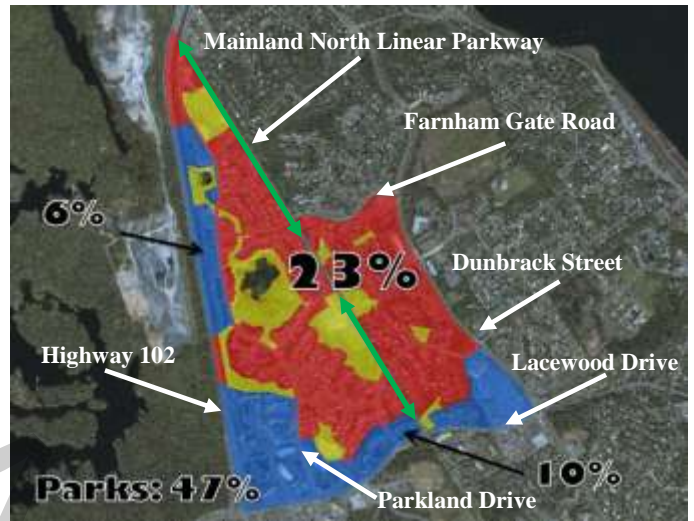 Mainland North Linear Parkway
Farnham Gate Road
6%
23%
Dunbrack Street
Highway 102
Lacewood Drive
Parks: 47%
10%
Parkland Drive